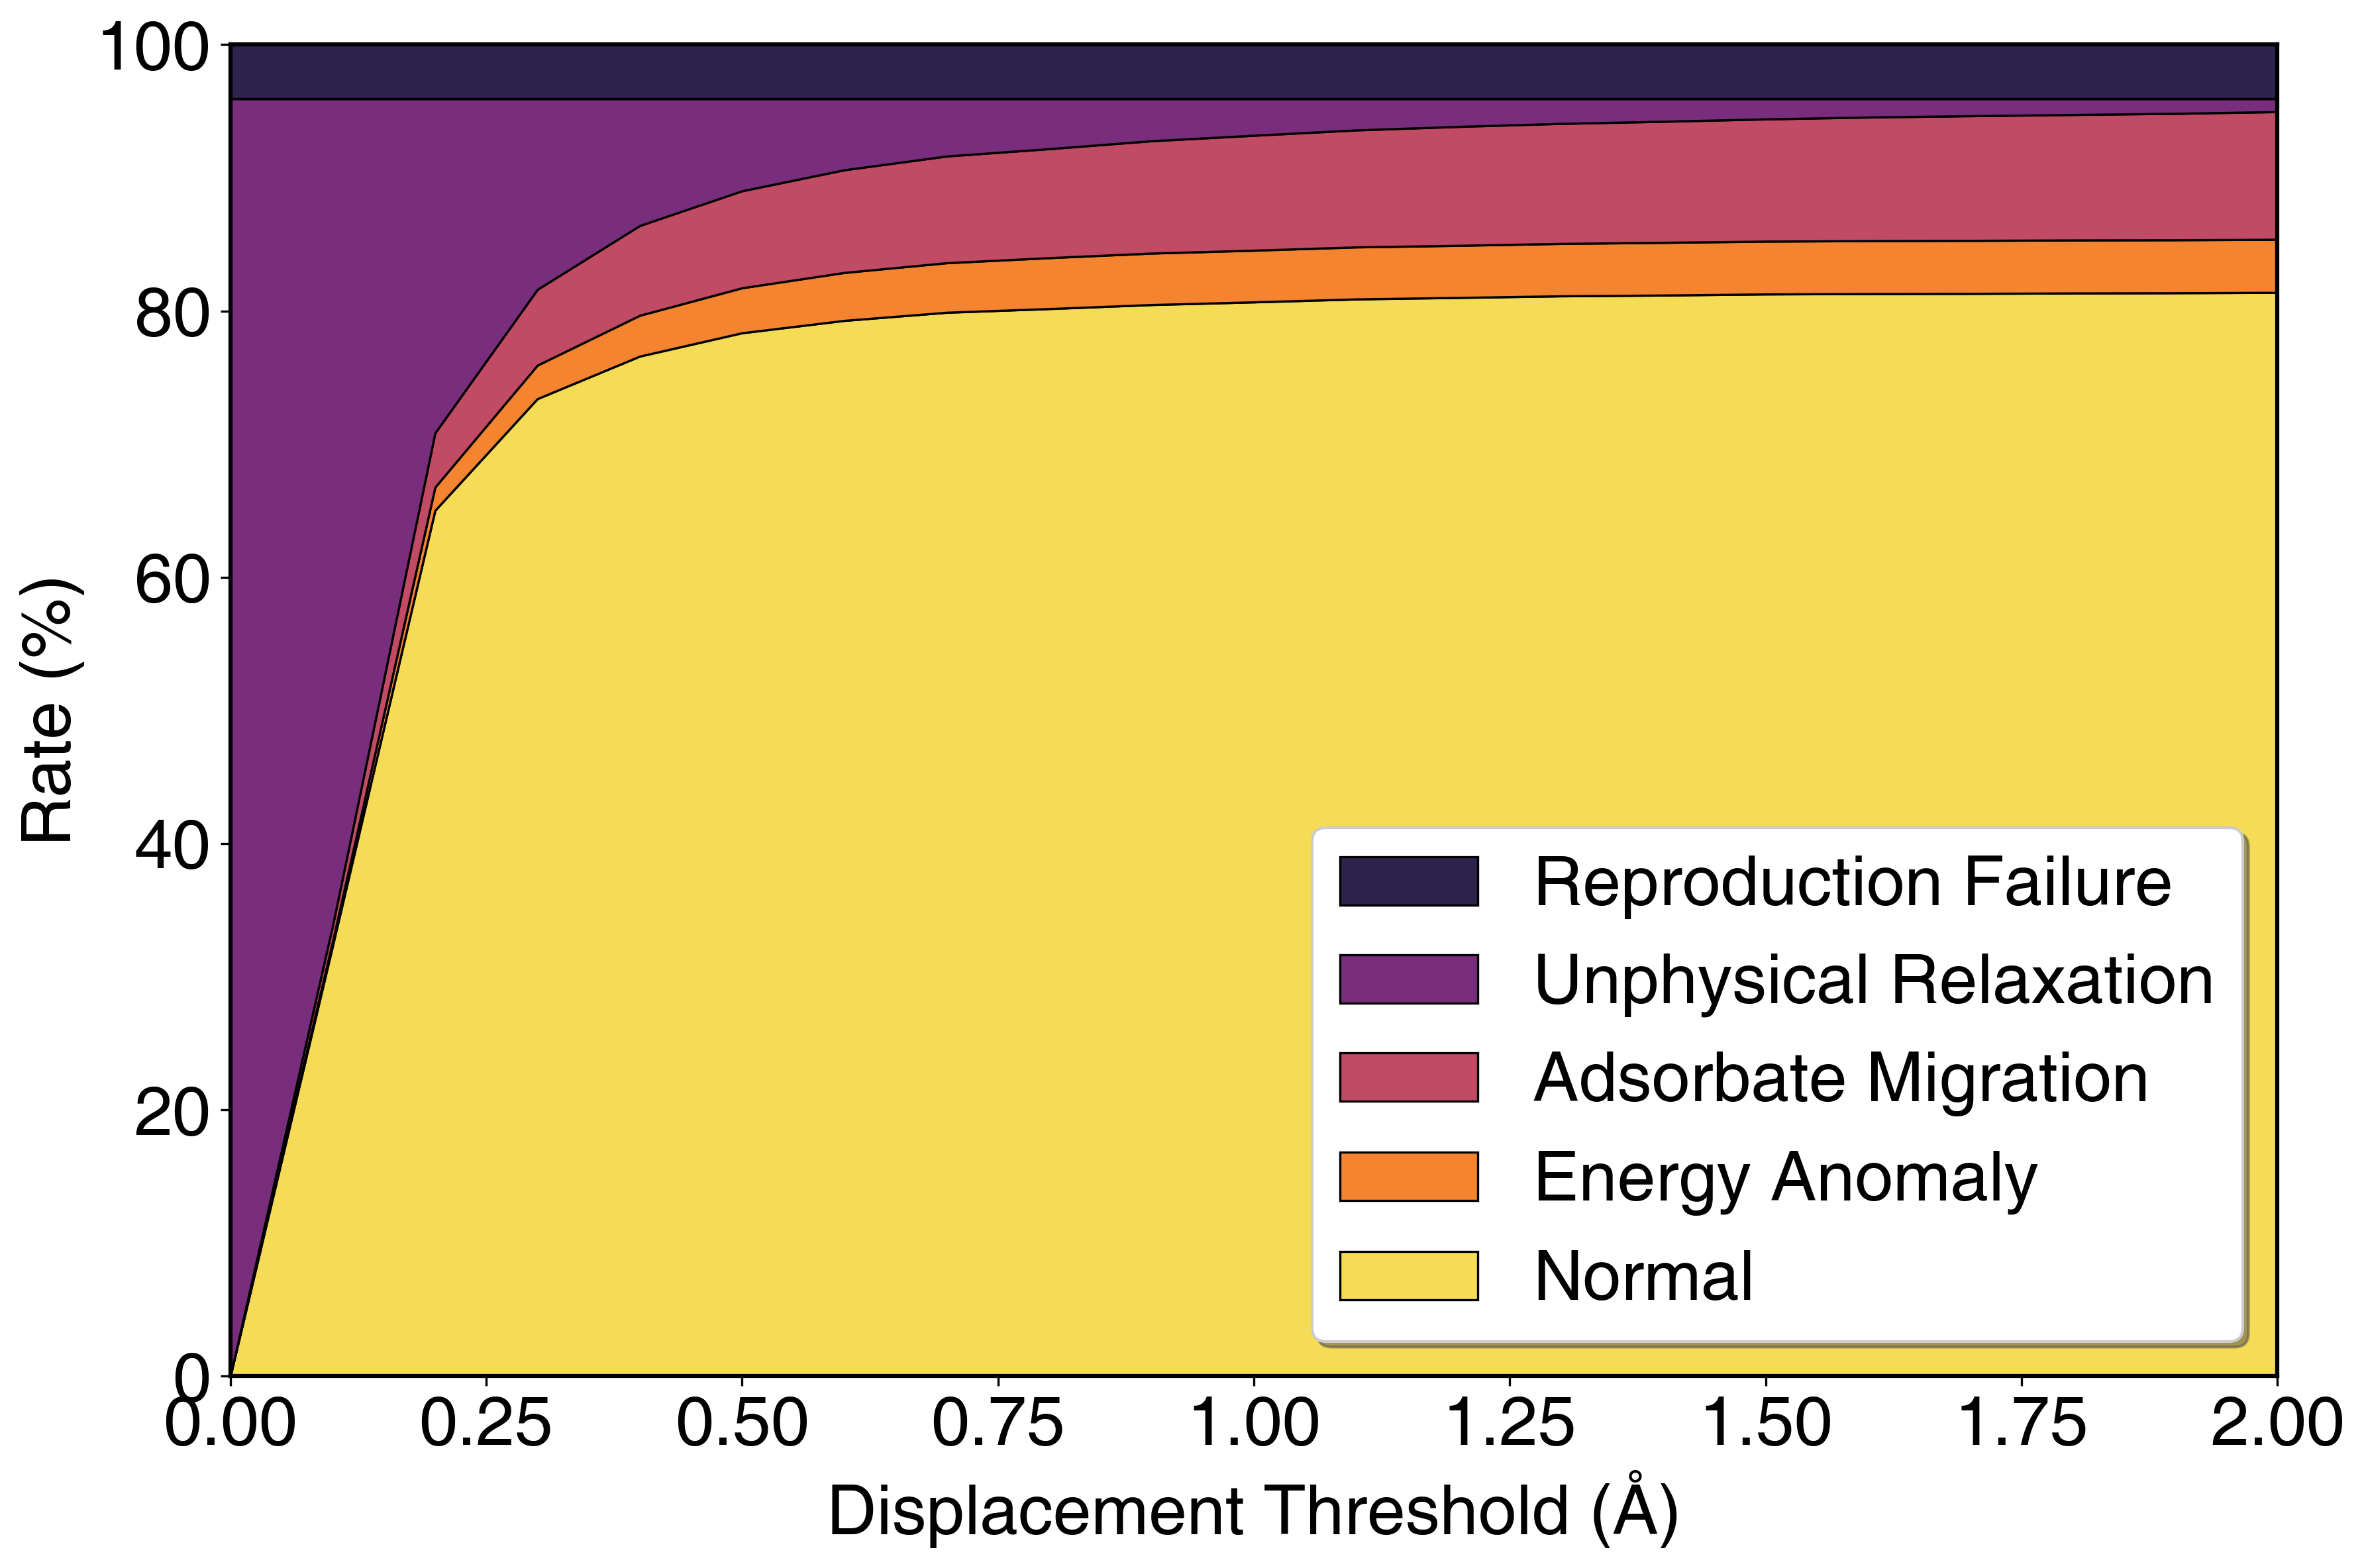 100
80
60
40
20
0
Rate (%)
Reproduction Failure
Unphysical Relaxation
Adsorbate Migration
Energy Anomaly
Normal
0.00 0.25 0.50 0.75 1.00 1.25 1.50 1.75 2.00
Displacement Threshold (Å)